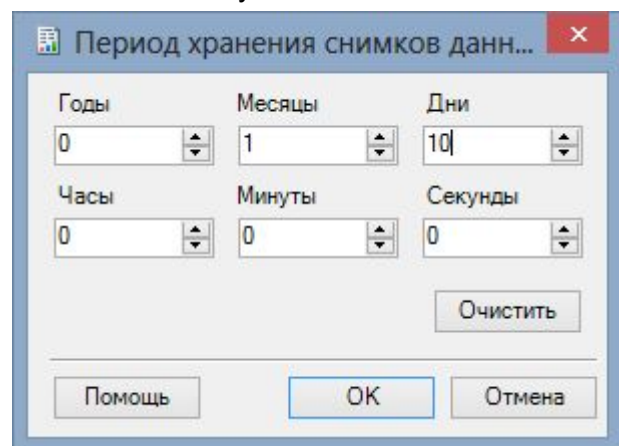 Период хранения снимков данн...
Годы Месяцы Дни
0 1 10
Часы Минуты Секунды
0 0 0
Очистить
Помощь OK Отмена